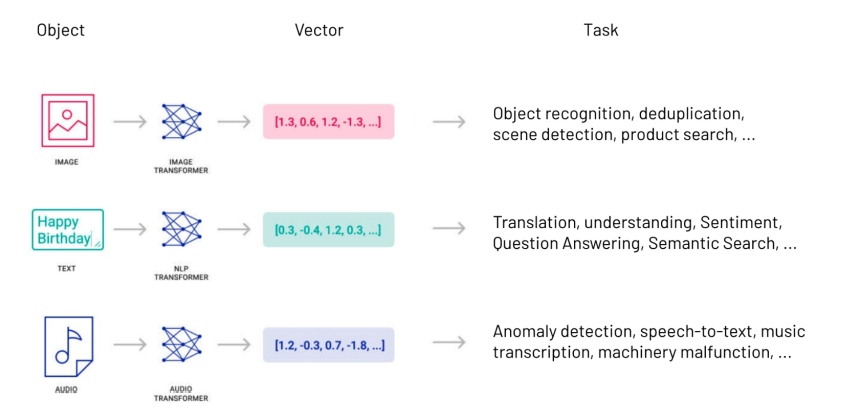 Object
Vector
Task
IMAGE
IMAGE
TRANSFORMER
[1.3, 0.6, 1.2, -1.3, ...]
Object recognition, deduplication,
scene detection, product search, ...
Happy
Birthday
TEXT
NLP
TRANSFORMER
[0.3, -0.4, 1.2, 0.3, ...]
Translation, understanding, Sentiment,
Question Answering, Semantic Search, ...
AUDIO
AUDIO
TRANSFORMER
[1.2, -0.3, 0.7, -1.8, ...]
Anomaly detection, speech-to-text, music
transcription, machinery malfunction, ...